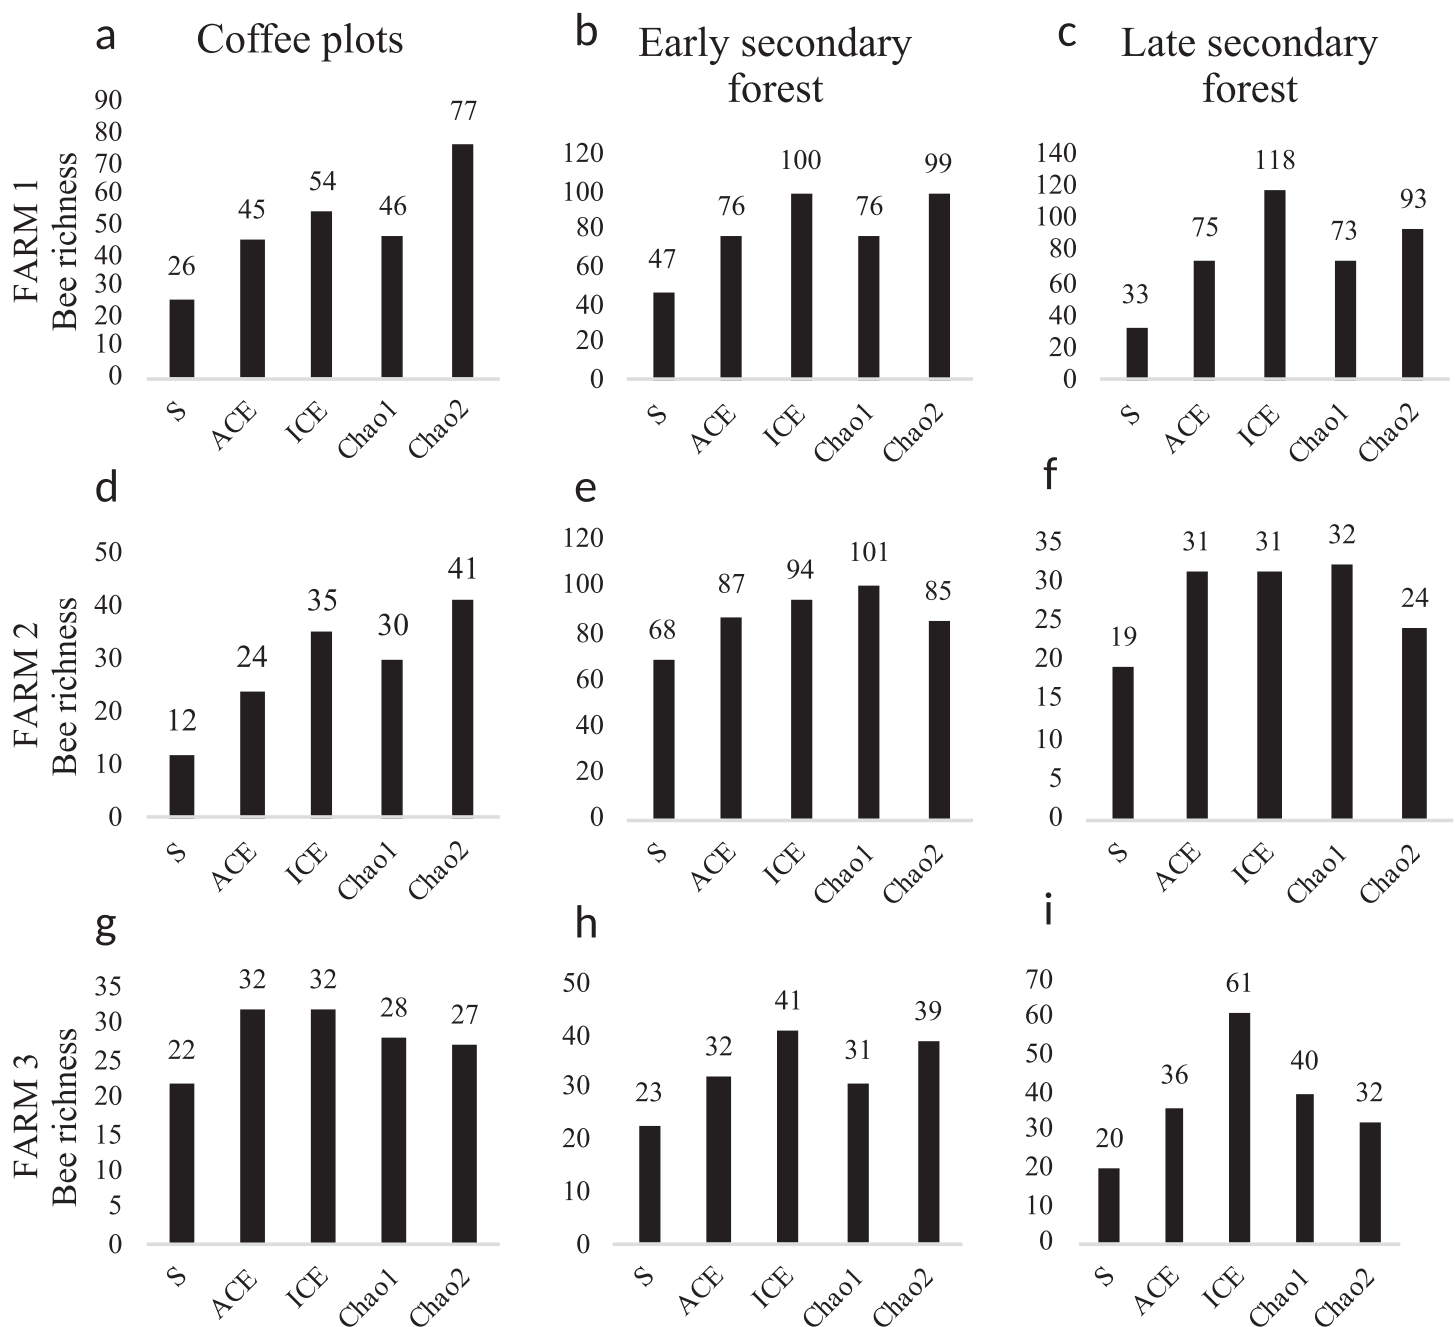 a
Coffee plots
b
Early secondary
forest
c
Late secondary
forest
FARM 1
Bee richness
90
80
70
60
50
40
30
20
10
0
26
45
54
46
77
S
ACE
ICE
Chao1
Chao2
120
100
80
60
40
20
0
47
76
100
76
99
S
ACE
ICE
Chao1
Chao2
140
120
100
80
60
40
20
0
33
75
118
73
93
S
ACE
ICE
Chao1
Chao2
d
FARM 2
Bee richness
50
40
30
20
10
0
12
24
35
30
41
S
ACE
ICE
Chao1
Chao2
e
120
100
80
60
40
20
0
68
87
94
101
85
S
ACE
ICE
Chao1
Chao2
f
35
30
25
20
15
10
5
0
19
31
31
32
24
S
ACE
ICE
Chao1
Chao2
g
FARM 3
Bee richness
35
30
25
20
15
10
5
0
22
32
32
28
27
S
ACE
ICE
Chao1
Chao2
h
50
40
30
20
10
0
23
32
41
31
39
S
ACE
ICE
Chao1
Chao2
i
70
60
50
40
30
20
10
0
20
36
61
40
32
S
ACE
ICE
Chao1
Chao2